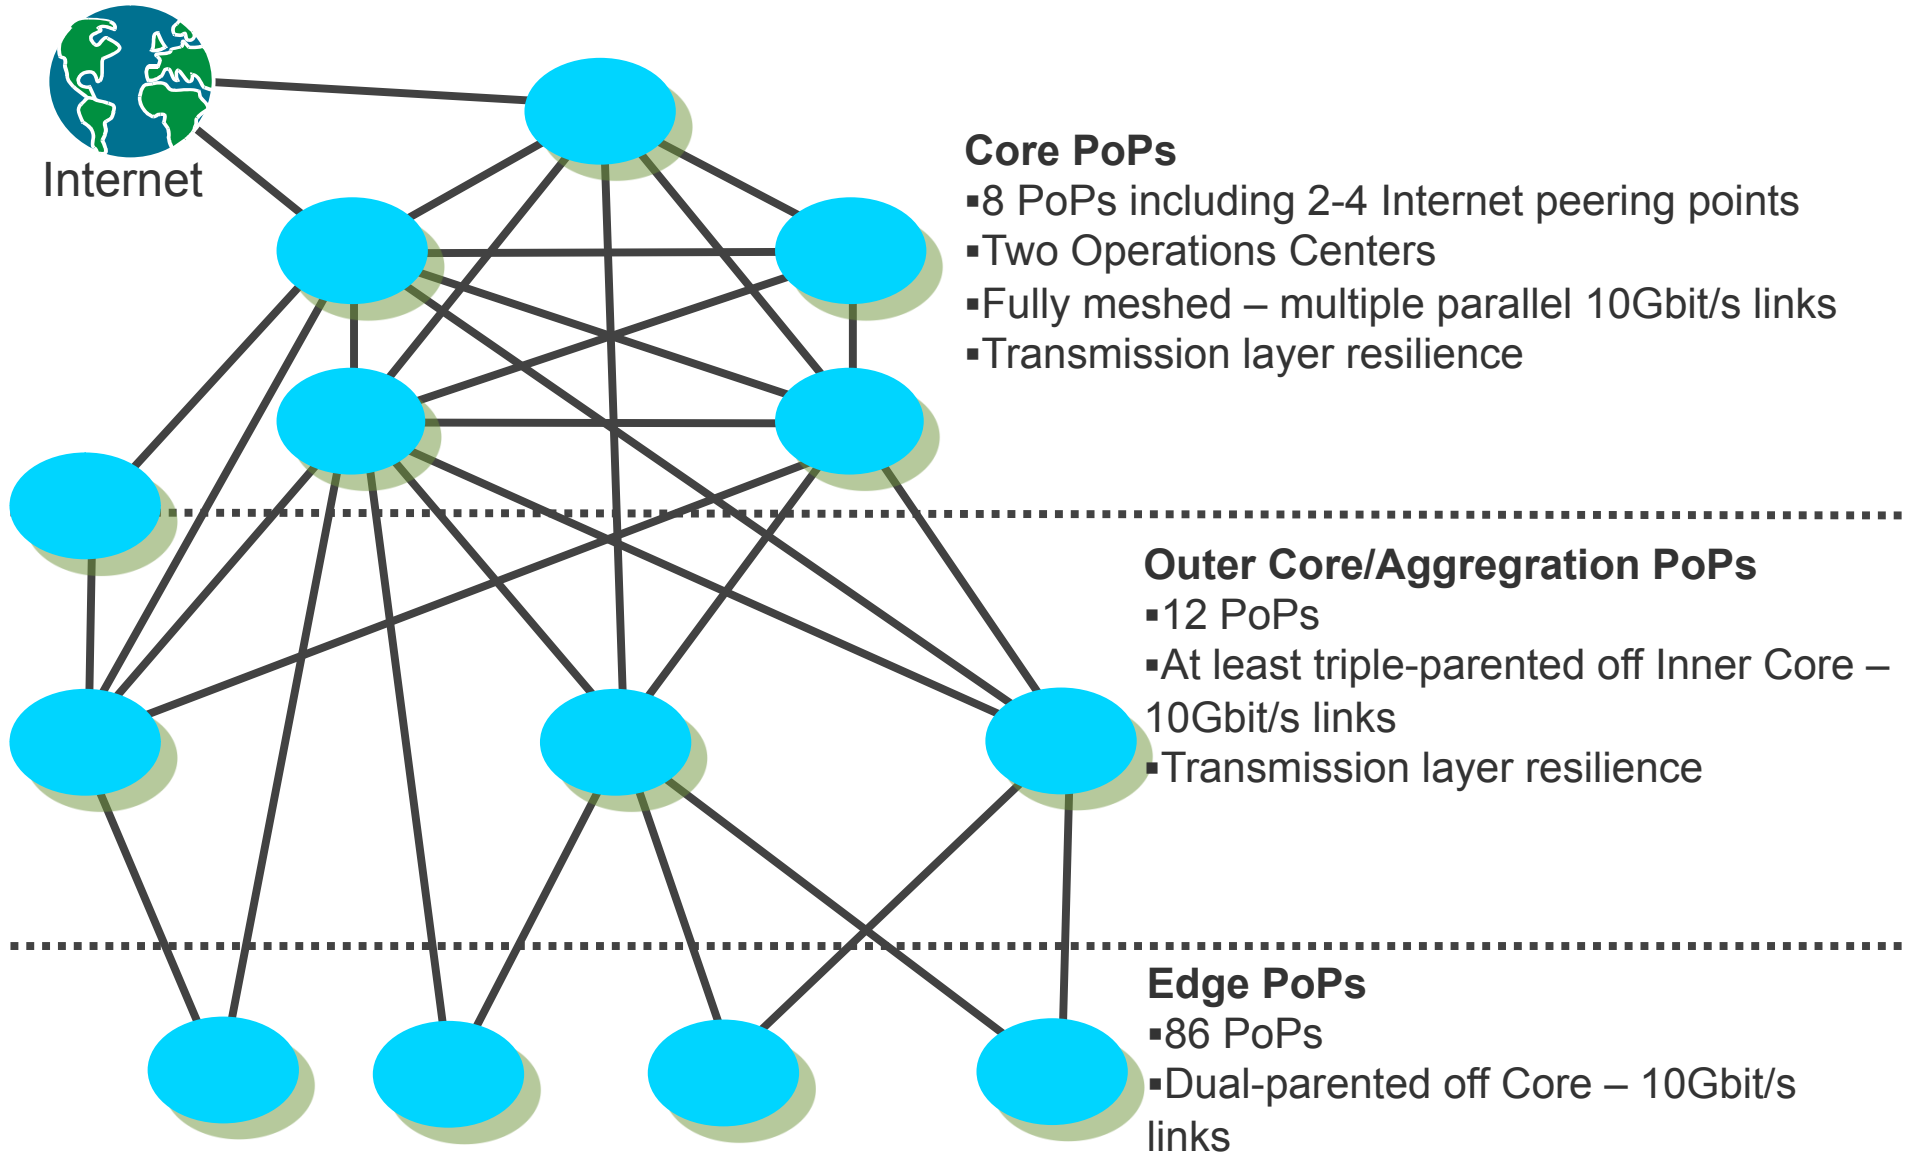 Internet
Core PoPs
▪8 PoPs including 2-4 Internet peering points
▪Two Operations Centers
▪Fully meshed – multiple parallel 10Gbit/s links
▪Transmission layer resilience
Outer Core/Aggregration PoPs
▪12 PoPs
▪At least triple-parented off Inner Core –
10Gbit/s links
▪Transmission layer resilience
Edge PoPs
▪86 PoPs
▪Dual-parented off Core – 10Gbit/s
links